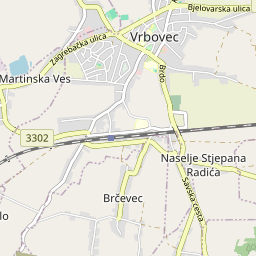 Bjelovarska ulica
Vrbovec
Zagrebačka ulica
Brdo
Martinska Ves
3302
Naselje Stjepana
Radića
Savska cesta
Brčevec
lo